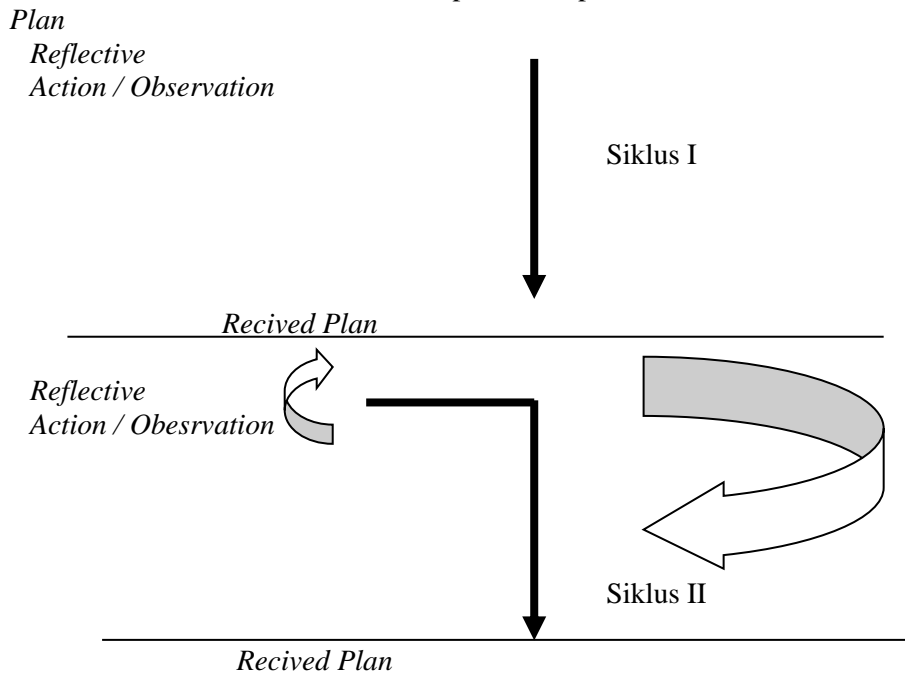 Plan
Reflective
Action / Observation
Siklus I
Recived Plan
Reflective
Action / Obesrvation
Siklus II
Recived Plan